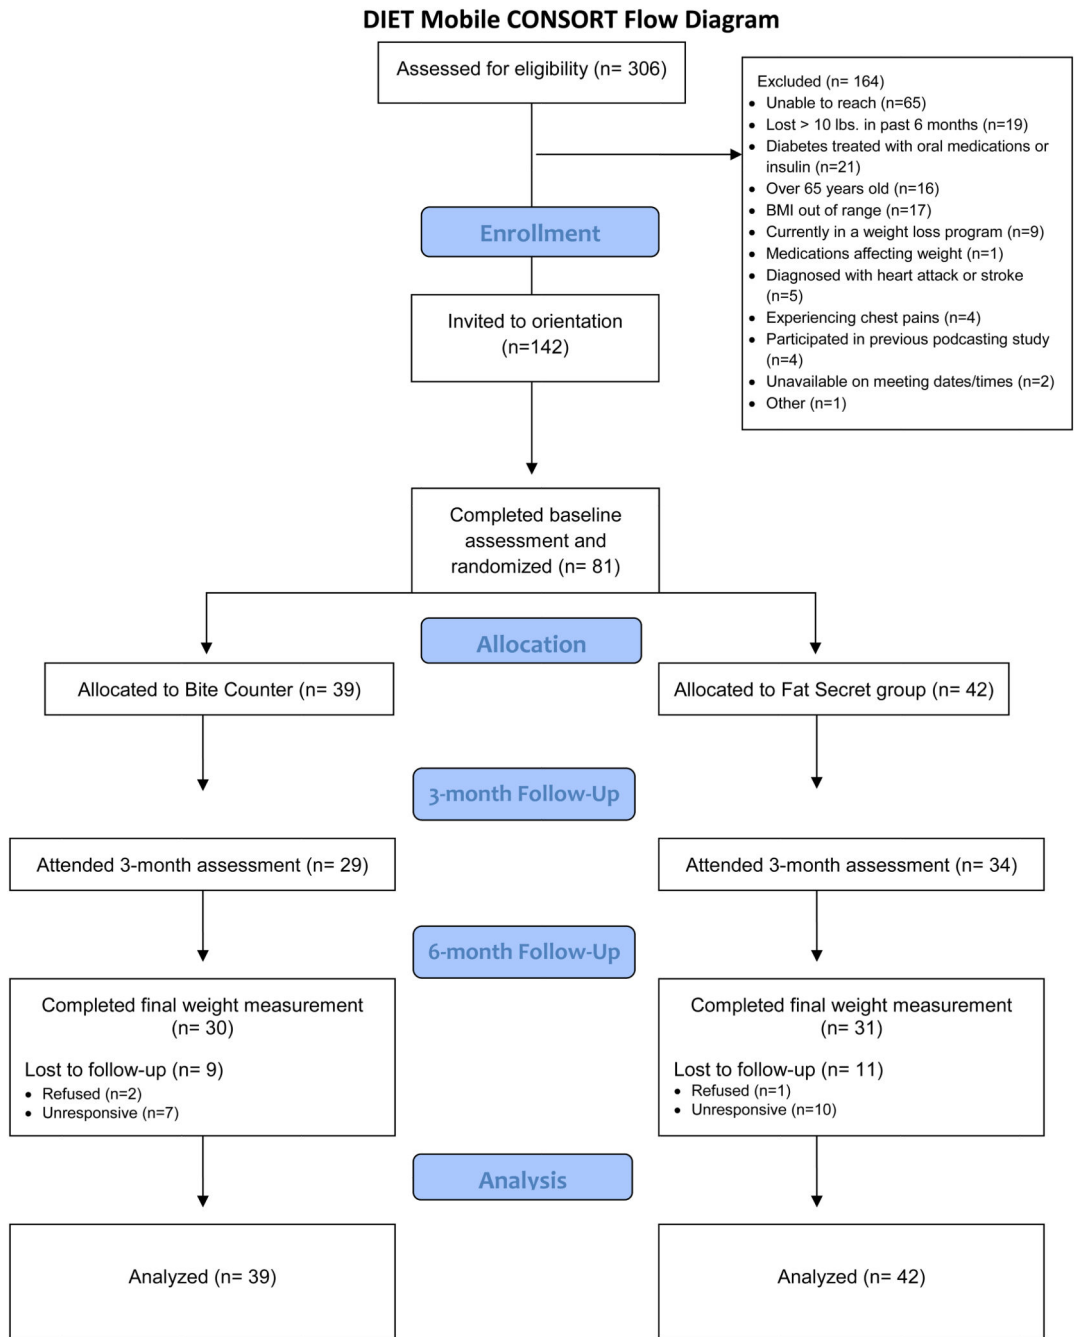 DIET Mobile CONSORT Flow Diagram
Assessed for eligibility (n= 306)
Excluded (n= 164)
• Unable to reach (n=65)
• Lost > 10 lbs. in past 6 months (n=19)
• Diabetes treated with oral medications or
insulin (n=21)
• Over 65 years old (n=16)
• BMI out of range (n=17)
• Currently in a weight loss program (n=9)
• Medications affecting weight (n=1)
• Diagnosed with heart attack or stroke
(n=5)
• Experiencing chest pains (n=4)
• Participated in previous podcasting study
(n=4)
• Unavailable on meeting dates/times (n=2)
• Other (n=1)
Enrollment
Invited to orientation
(n=142)
Completed baseline
assessment and
randomized (n= 81)
Allocation
Allocated to Bite Counter (n= 39)
Allocated to Fat Secret group (n= 42)
3-month Follow-Up
Attended 3-month assessment (n= 29)
Attended 3-month assessment (n= 34)
6-month Follow-Up
Completed final weight measurement
(n= 30)
Lost to follow-up (n= 9)
• Refused (n=2)
• Unresponsive (n=7)
Completed final weight measurement
(n= 31)
Lost to follow-up (n= 11)
• Refused (n=1)
• Unresponsive (n=10)
Analysis
Analyzed (n= 39)
Analyzed (n= 42)